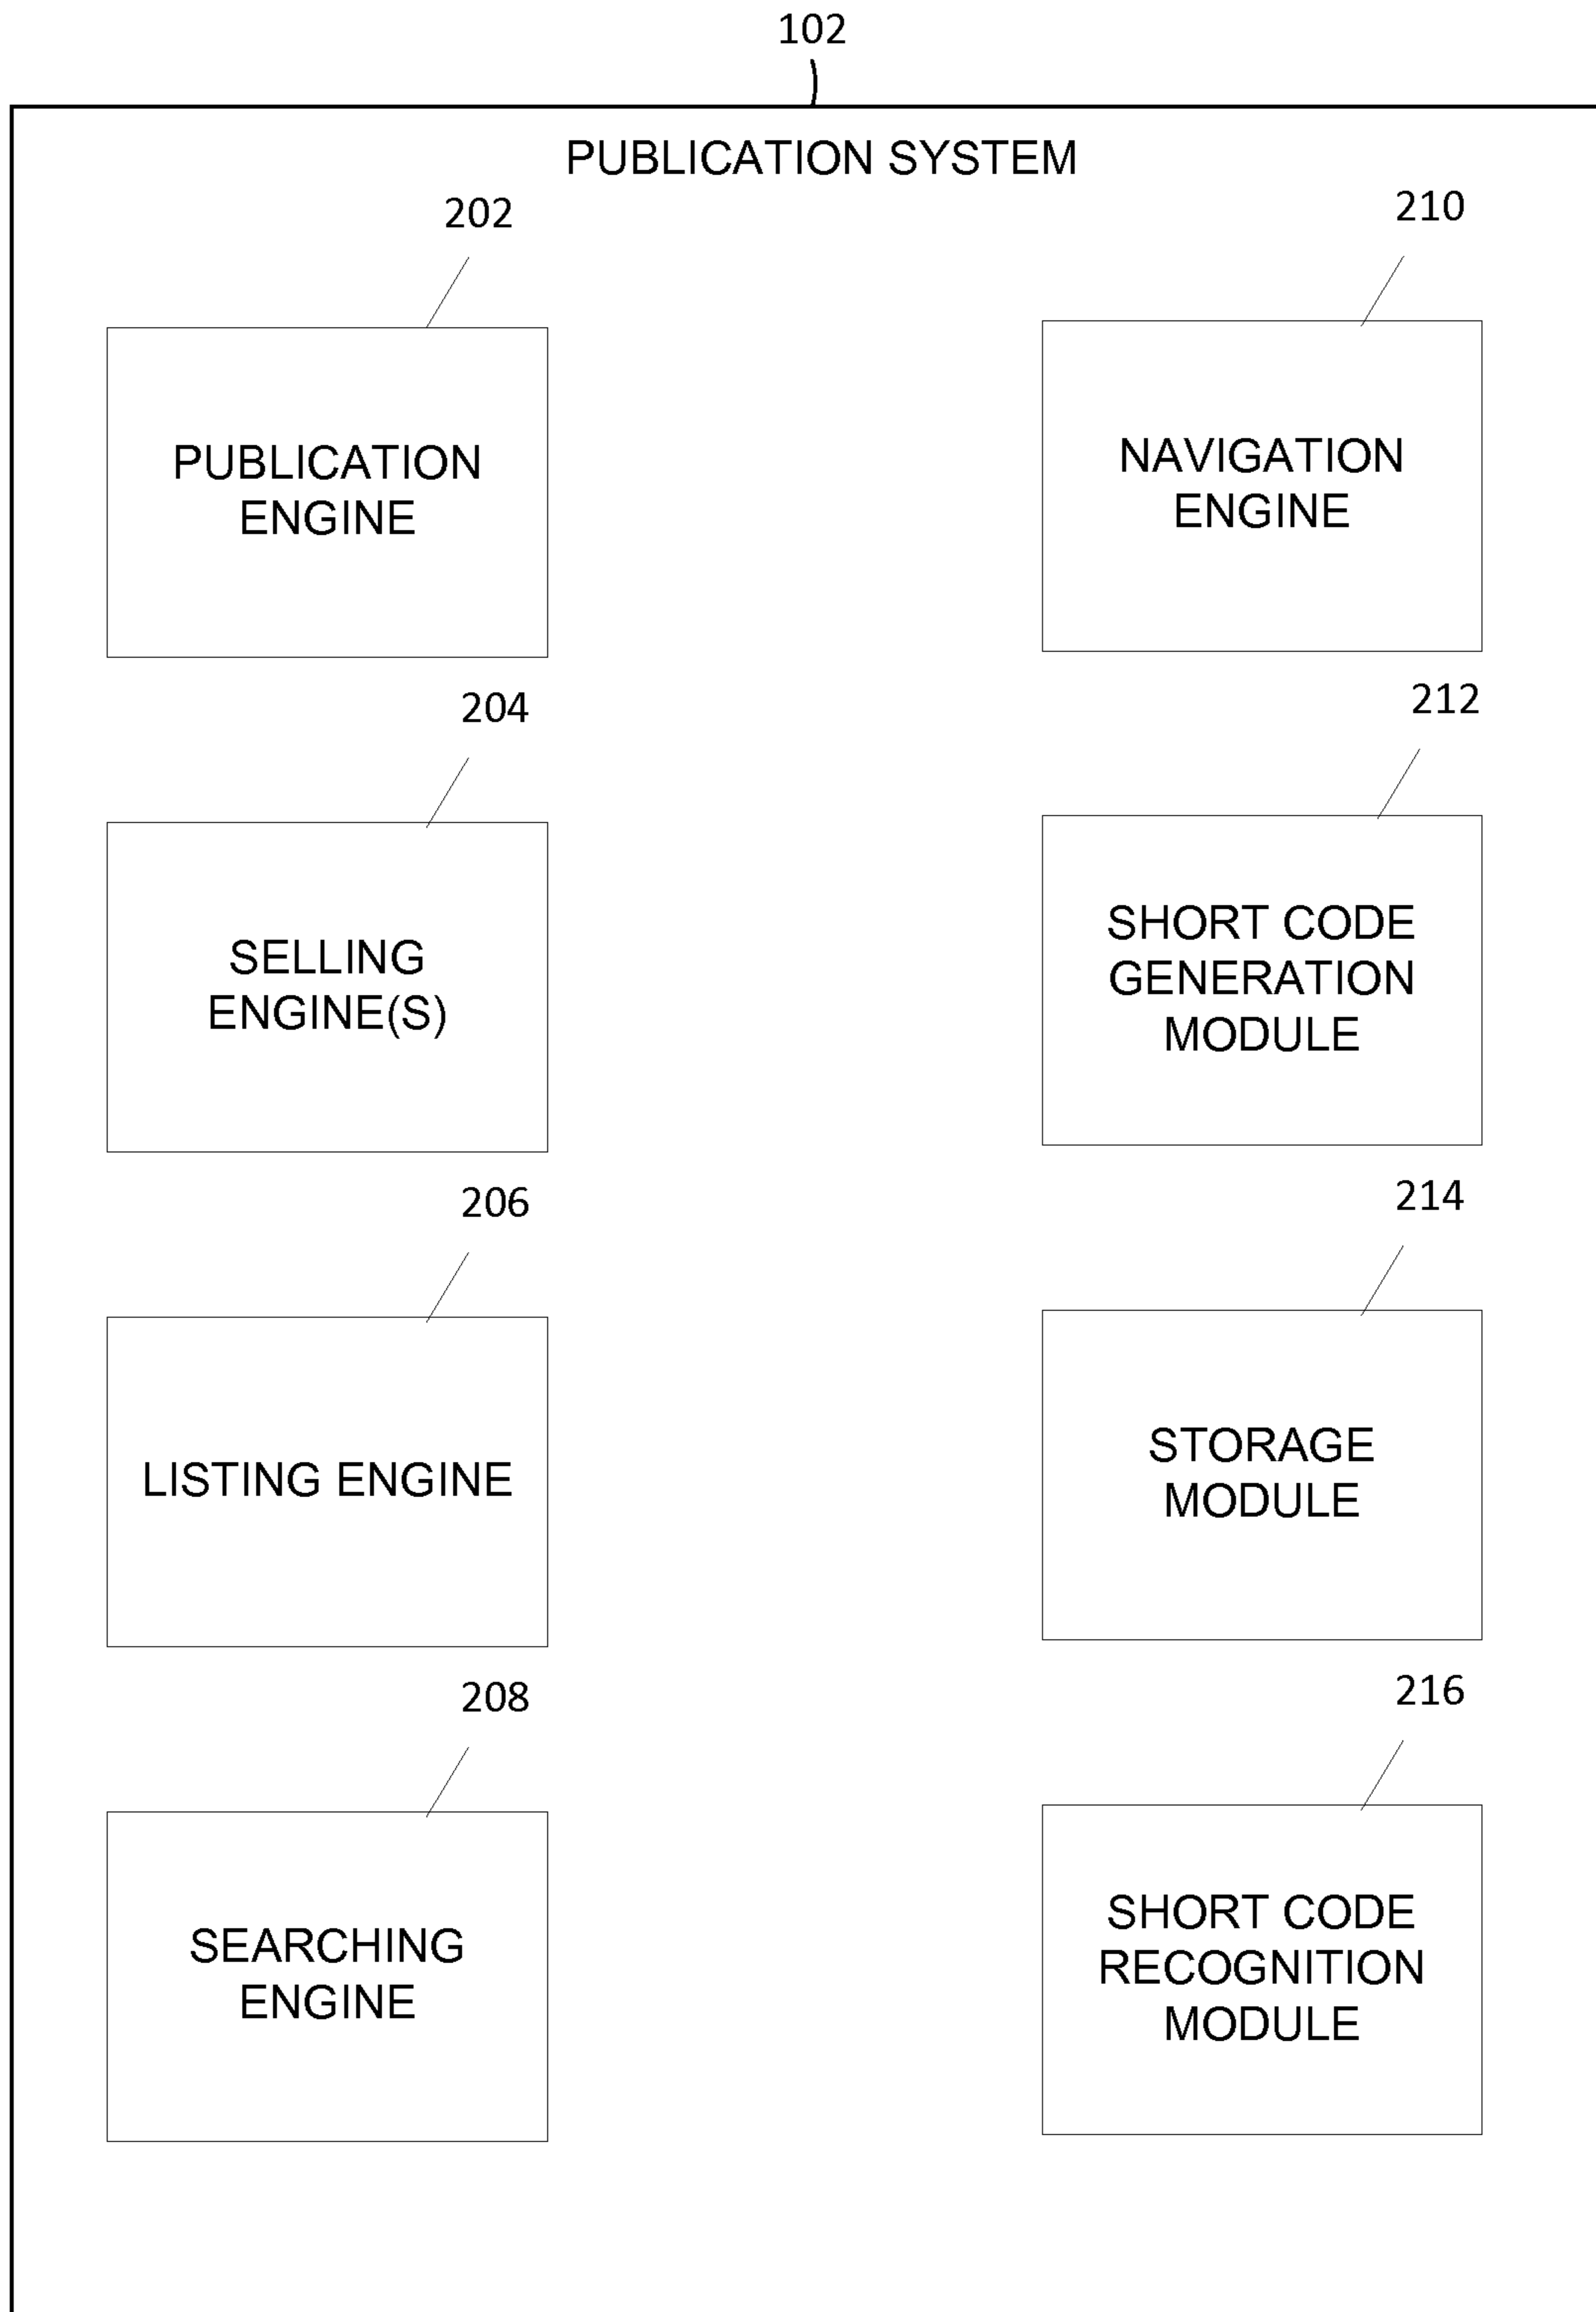 102
PUBLICATION SYSTEM
202
PUBLICATION
ENGINE
204
SELLING
ENGINE(S)
206
LISTING ENGINE
208
SEARCHING
ENGINE
210
NAVIGATION
ENGINE
212
SHORT CODE
GENERATION
MODULE
214
STORAGE
MODULE
216
SHORT CODE
RECOGNITION
MODULE